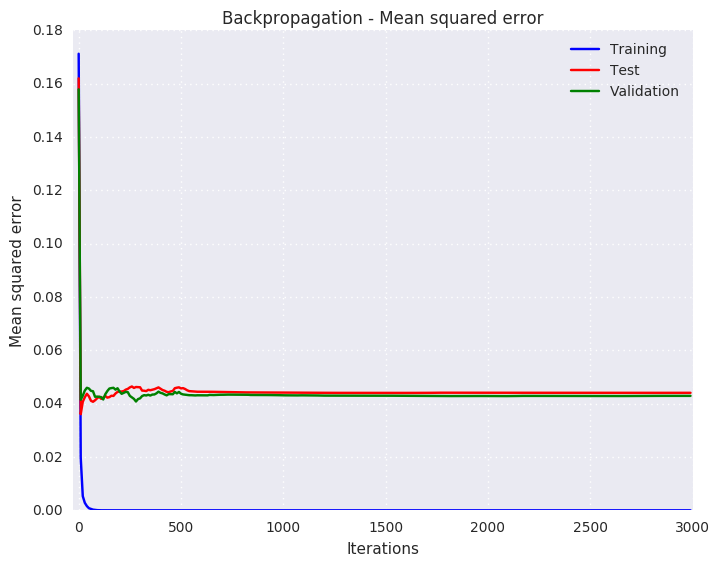 Backpropagation - Mean squared error
0.18
0.16
0.14
0.12
0.10
0.08
0.06
0.04
0.02
0.00
Mean squared error
Training
Test
Validation
0
500
1000
1500
2000
2500
3000
Iterations